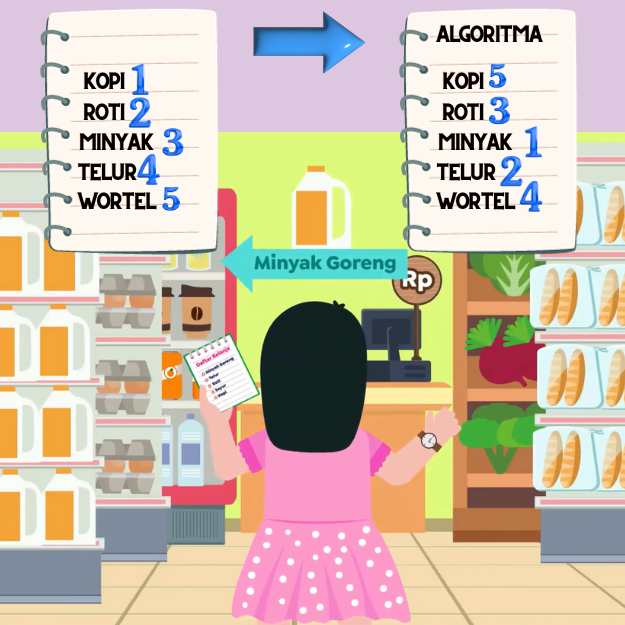 KOPI 1
ROTI 2
MINYAK 3
TELUR 4
WORTEL 5
ALGORITMA
KOPI 5
ROTI 3
MINYAK 1
TELUR 2
WORTEL 4
Minyak Goreng
Rp
Daftar Belanja
Minyak Goreng
Telur
Roti
Sayur
Kopi